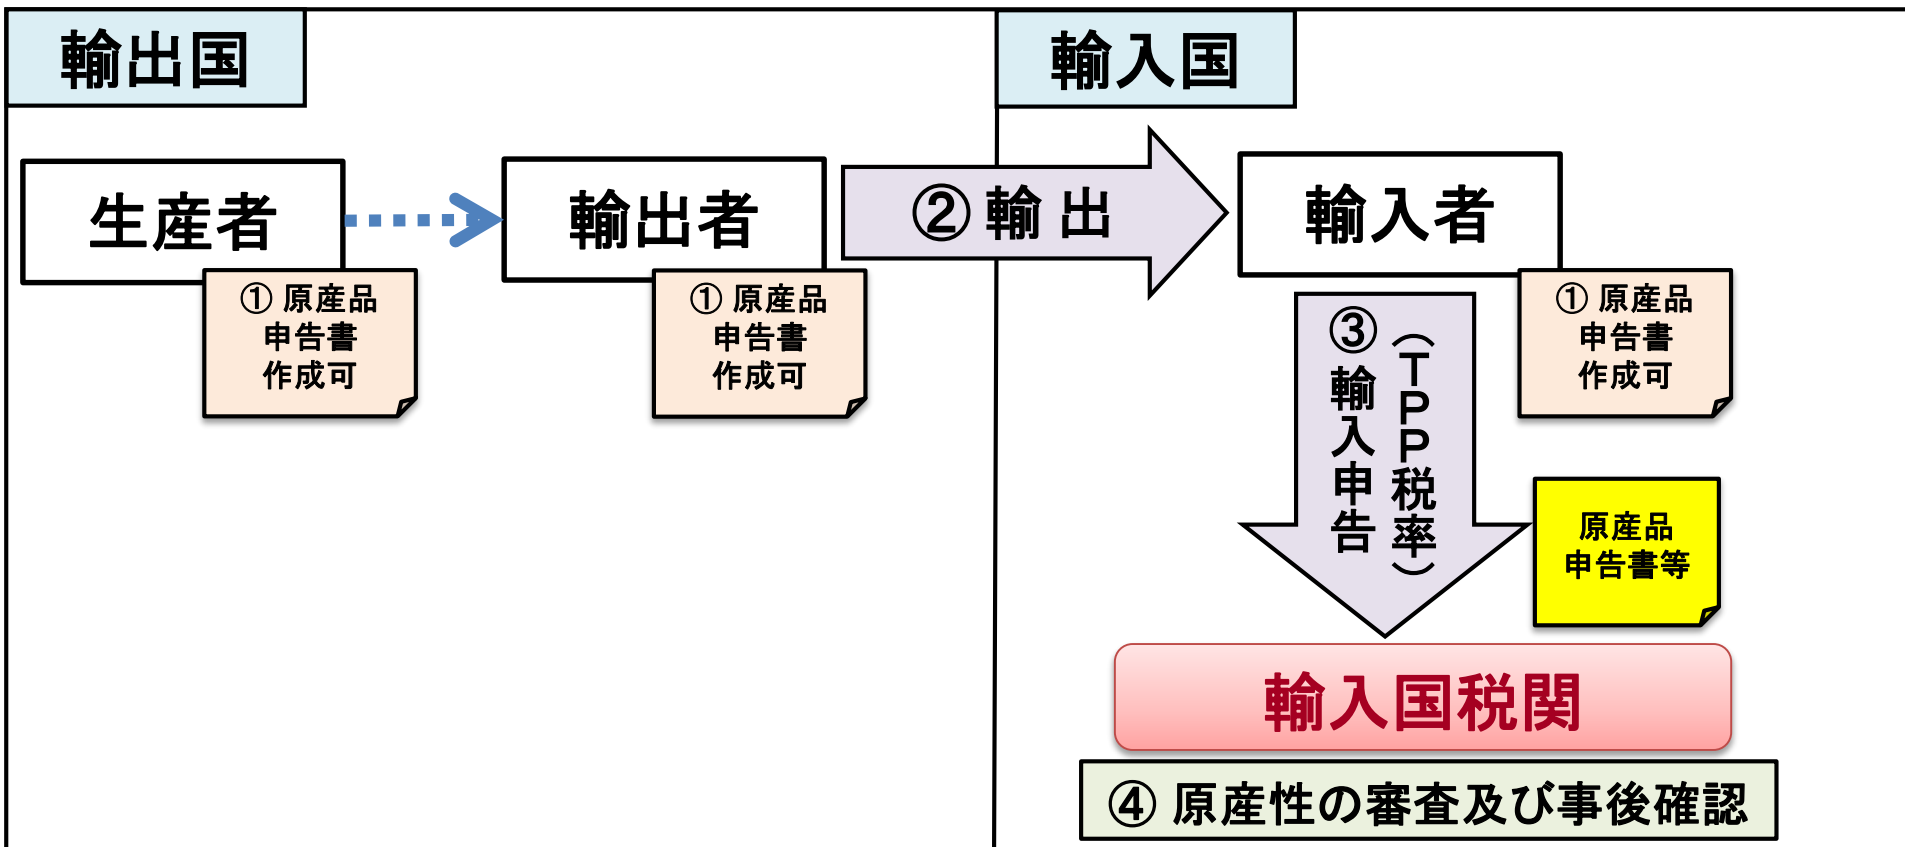 輸出国
輸入国
生産者
輸出者
②輸出
輸入者
① 原産品
申告書
作成可
① 原産品
申告書
作成可
① 原産品
申告書
作成可
③輸入申告
（ＴＰＰ税率）
原産品
申告書等
輸入国税関
④ 原産性の審査及び事後確認